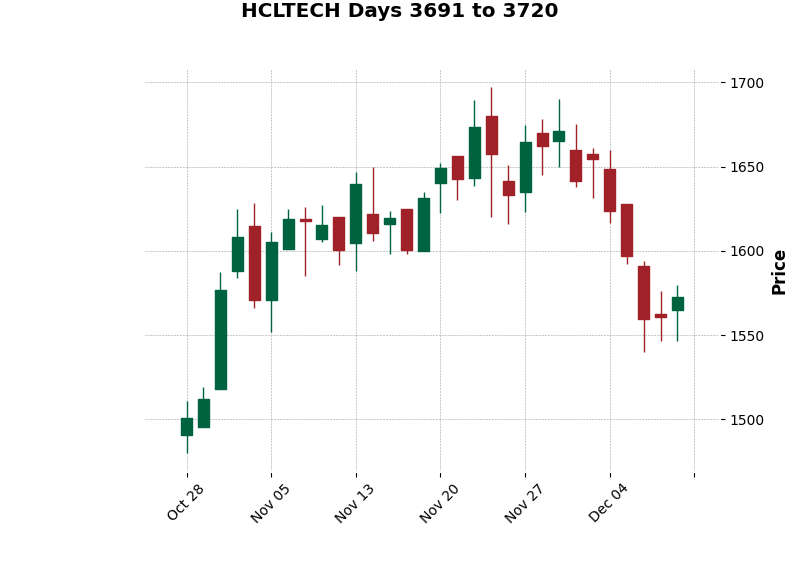 HCLTECH Days 3691 to 3720
1700
1650
1600
1550
1500
Price
Oct 28
Nov 05
Nov 13
Nov 20
Nov 27
Dec 04